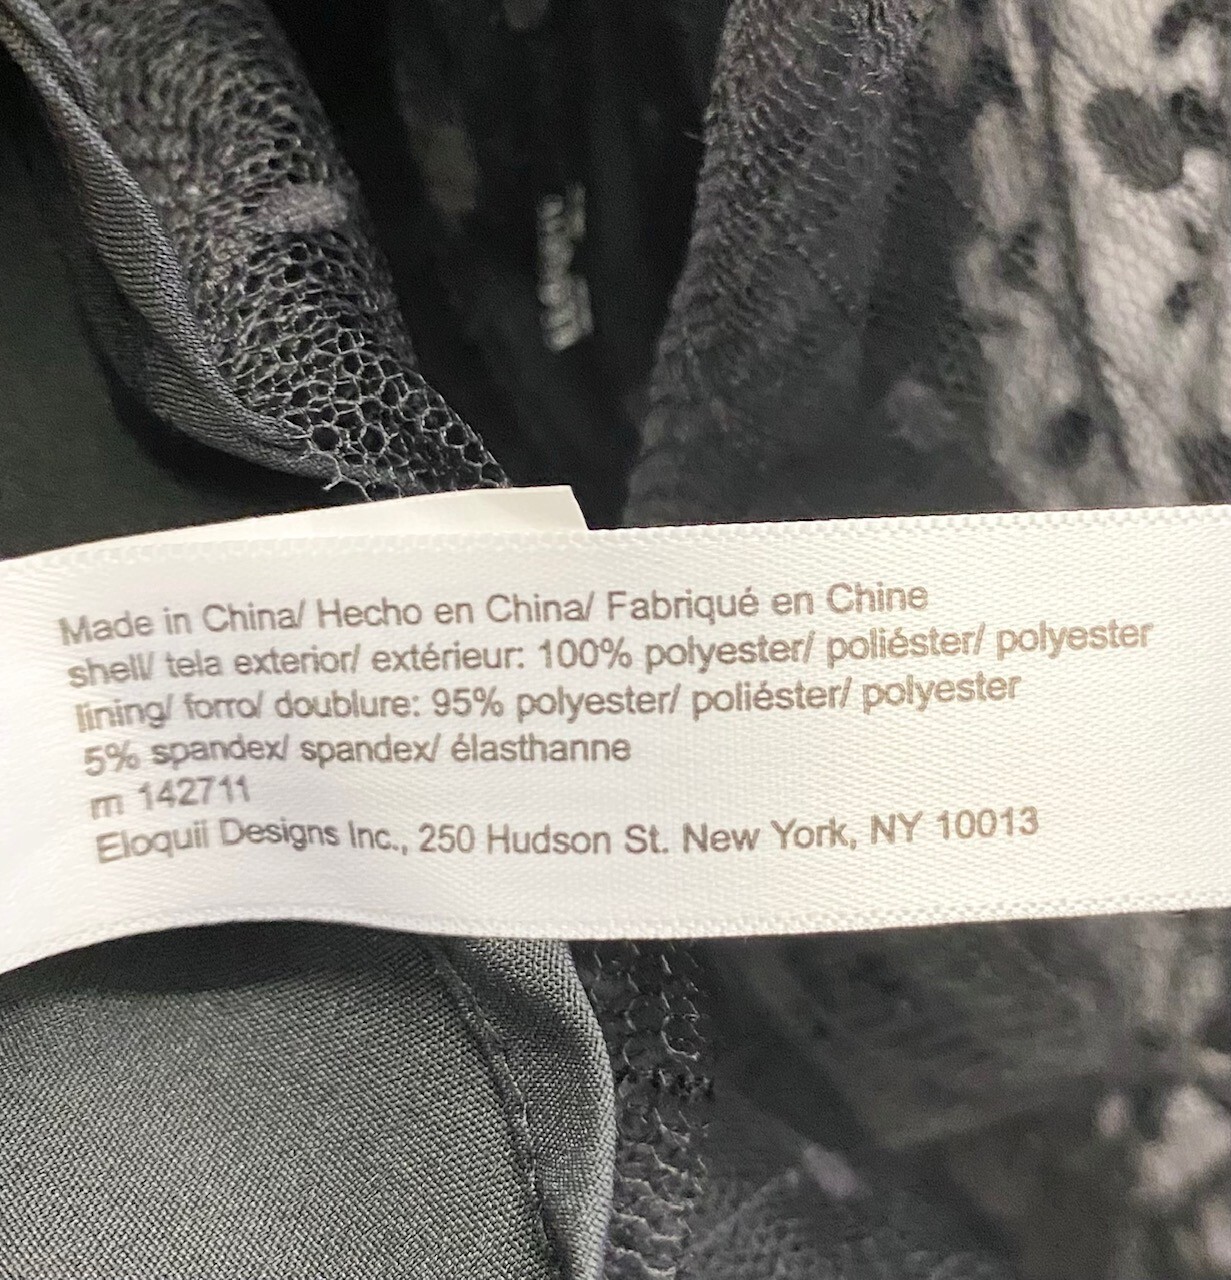 Made in China/ Hecho en China/ Fabriqué en Chine
shell/ tela exterior/ extérieur: 100% polyester/ poliéster/ polyester
lining/ forro/ doublure: 95% polyester/ poliéster/ polyester
5% spandex/ spandex/ élasthanne
m 142711
Eloquii Designs Inc., 250 Hudson St. New York, NY 10013